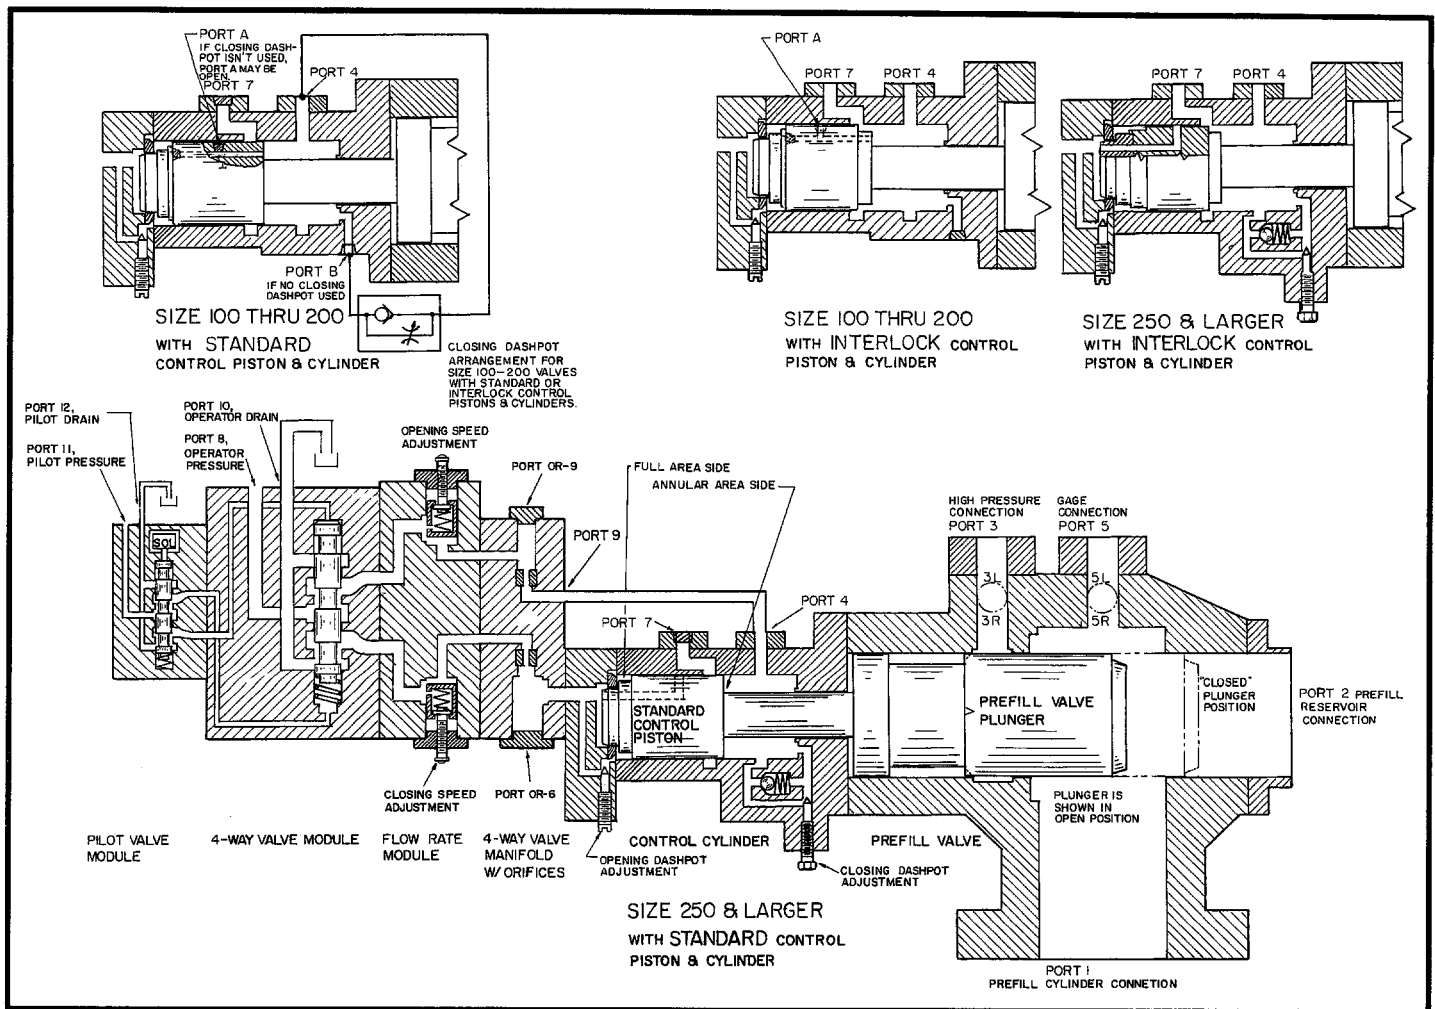 PORT A
IF CLOSING DASH-
POT ISN'T USED,
PORT A MAY BE
OPEN.
PORT 7
PORT 4
PORT B
IF NO CLOSING
DASHPOT USED
SIZE 100 THRU 200
WITH STANDARD
CONTROL PISTON & CYLINDER
CLOSING DASHPOT
ARRANGEMENT FOR
SIZE 100-200 VALVES
WITH STANDARD OR
INTERLOCK CONTROL
PISTONS & CYLINDERS.
PORT A
PORT 7
PORT 4
SIZE 100 THRU 200
WITH INTERLOCK CONTROL
PISTON & CYLINDER
PORT 7
PORT 4
SIZE 250 & LARGER
WITH INTERLOCK CONTROL
PISTON & CYLINDER
PORT 12,
PILOT DRAIN
PORT 11,
PILOT PRESSURE
PORT 10,
OPERATOR DRAIN
PORT 8,
OPERATOR
PRESSURE
OPENING SPEED
ADJUSTMENT
PORT OR-9
PORT 9
FULL AREA SIDE
ANNULAR AREA SIDE
HIGH PRESSURE
CONNECTION
PORT 3
GAGE
CONNECTION
PORT 5
SOL
3L
3R
5L
5R
PORT 7
PORT 4
STANDARD
CONTROL
PISTON
PREFILL VALVE
PLUNGER
"CLOSED"
PLUNGER
POSITION
PORT 2 PREFILL
RESERVOIR
CONNECTION
PLUNGER IS
SHOWN IN
OPEN POSITION
CLOSING SPEED
ADJUSTMENT
PORT OR-6
PILOT VALVE
MODULE
4-WAY VALVE MODULE
FLOW RATE
MODULE
4-WAY VALVE
MANIFOLD
W/ORIFICES
CONTROL CYLINDER
PREFILL VALVE
OPENING DASHPOT
ADJUSTMENT
CLOSING DASHPOT
ADJUSTMENT
SIZE 250 & LARGER
WITH STANDARD CONTROL
PISTON & CYLINDER
PORT 1
PREFILL CYLINDER CONNETION